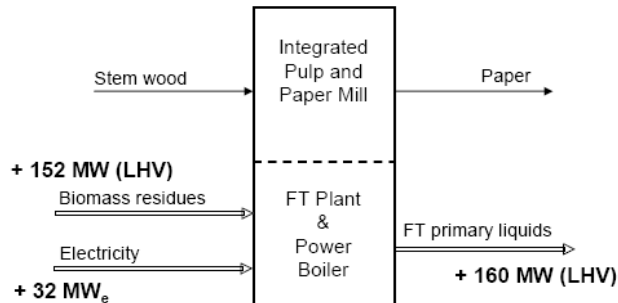 Integrated
Pulp and
Paper Mill
Stem wood
Paper
+ 152 MW (LHV)
Biomass residues
FT Plant
&
Power
Boiler
FT primary liquids
Electricity
+ 160 MW (LHV)
+ 32 MWₑ